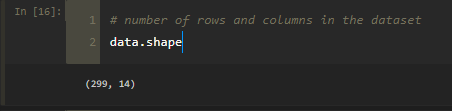 In [16]:
1 # number of rows and columns in the dataset
2 data.shape
(299, 14)